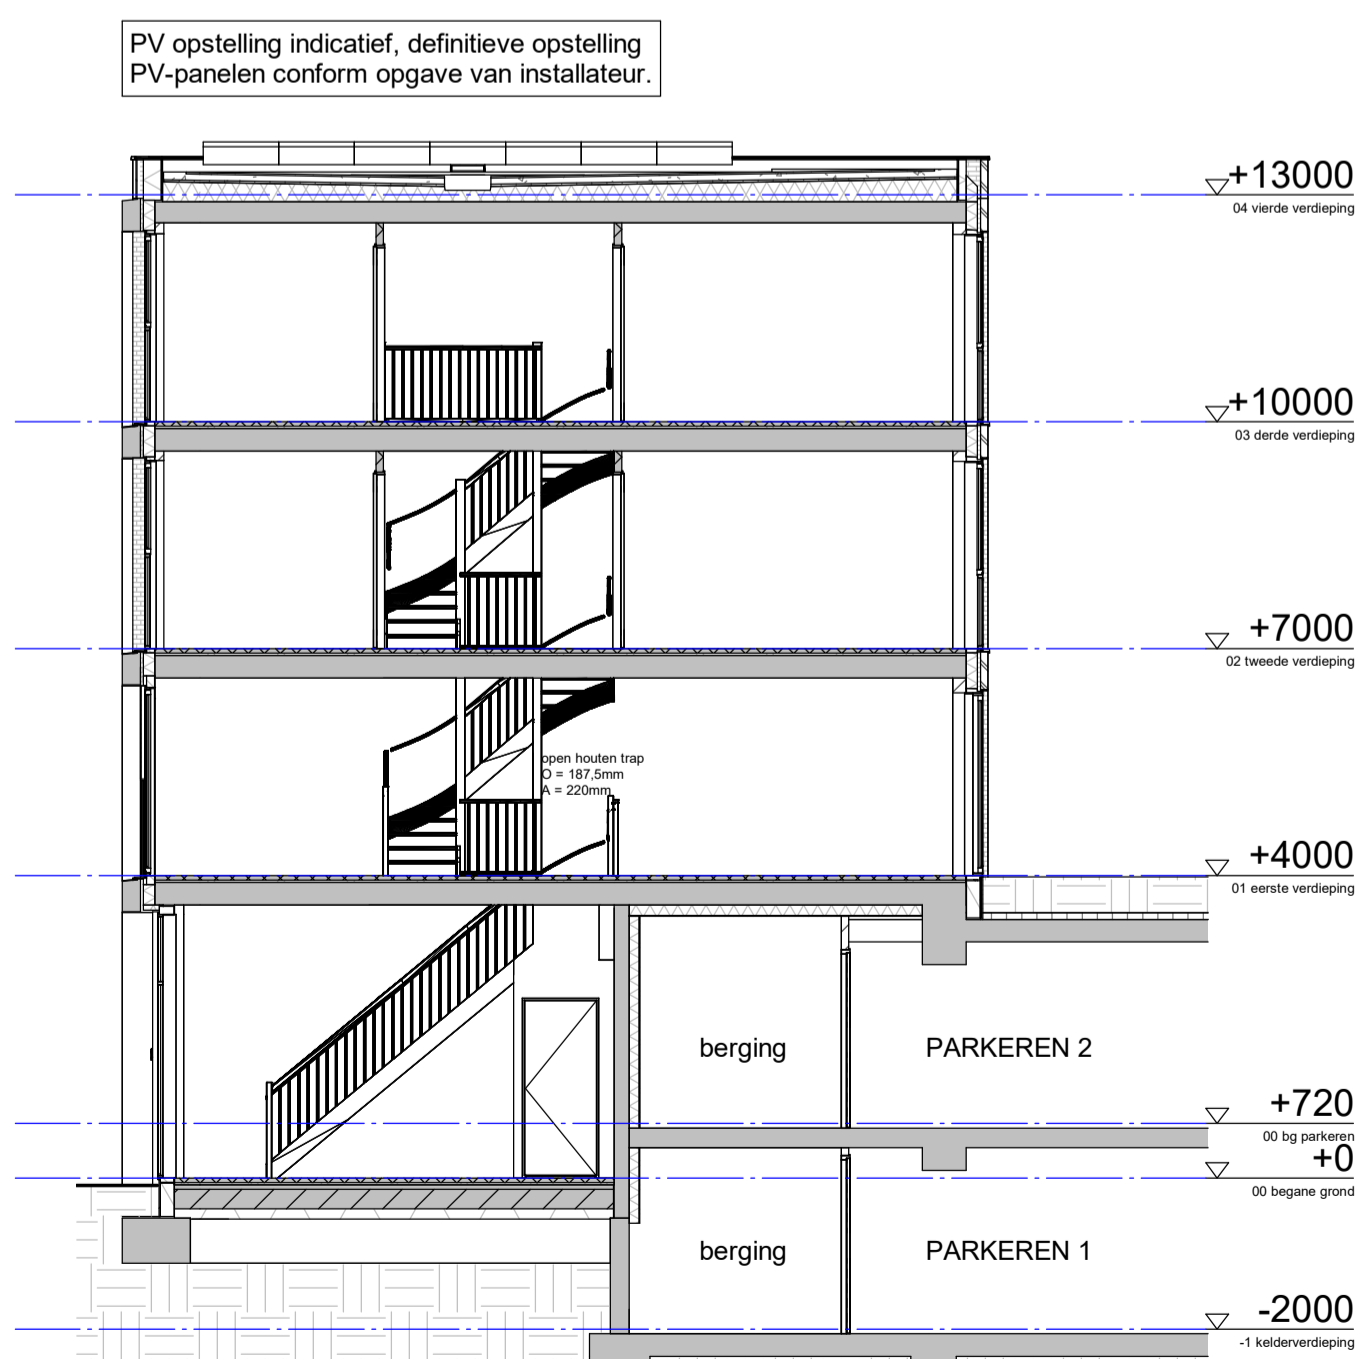 PV opstelling indicatief, definitieve opstelling
PV-panelen conform opgave van installateur.
+13000
04 vierde verdieping
+10000
03 derde verdieping
+7000
02 tweede verdieping
open houten trap
O = 187,5mm
A = 220mm
+4000
01 eerste verdieping
berging
PARKEREN 2
+720
00 bg parkeren
+0
00 begane grond
berging
PARKEREN 1
-2000
-1 kelderverdieping